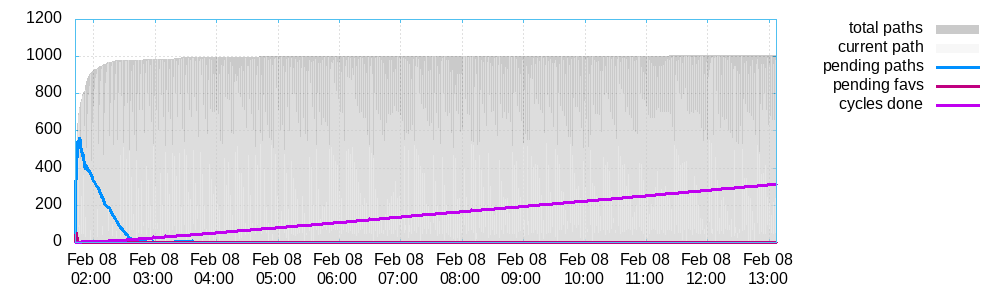 1200
1000
800
600
400
200
0
Feb 08 Feb 08 Feb 08 Feb 08 Feb 08 Feb 08 Feb 08 Feb 08 Feb 08 Feb 08 Feb 08 Feb 08
02:00 03:00 04:00 05:00 06:00 07:00 08:00 09:00 10:00 11:00 12:00 13:00
total paths
current path
pending paths
pending favs
cycles done